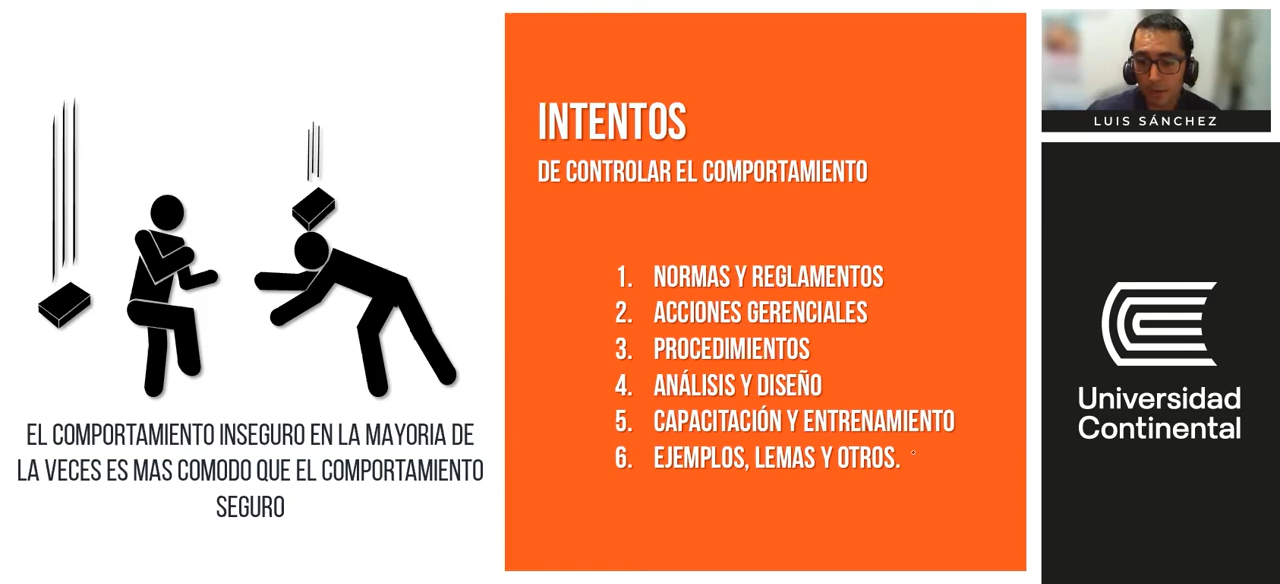 EL COMPORTAMIENTO INSEGURO EN LA MAYORIA DE
LA VECES ES MAS COMODO QUE EL COMPORTAMIENTO
SEGURO
INTENTOS
DE CONTROLAR EL COMPORTAMIENTO
1. NORMAS Y REGLAMENTOS
2. ACCIONES GERENCIALES
3. PROCEDIMIENTOS
4. ANÁLISIS Y DISEÑO
5. CAPACITACIÓN Y ENTRENAMIENTO
6. EJEMPLOS, LEMAS Y OTROS.
LUIS SÁNCHEZ
Universidad
Continental